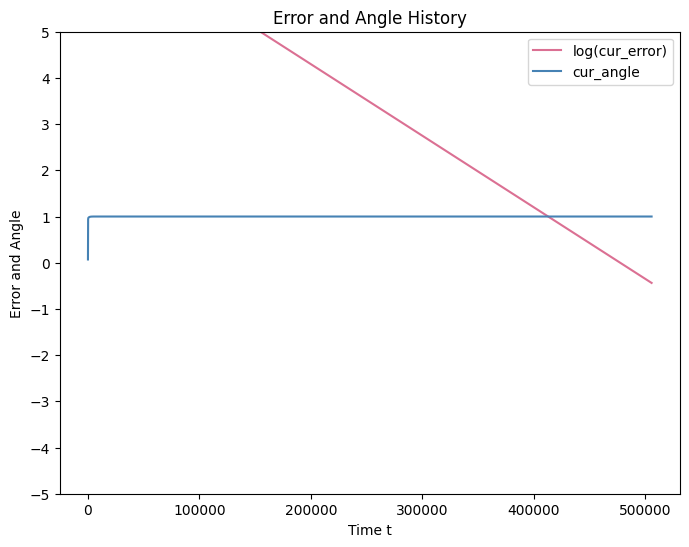 Error and Angle History
log(cur_error)
cur_angle
Error and Angle
5
4
3
2
1
0
−1
−2
−3
−4
−5
0 100000 200000 300000 400000 500000
Time t